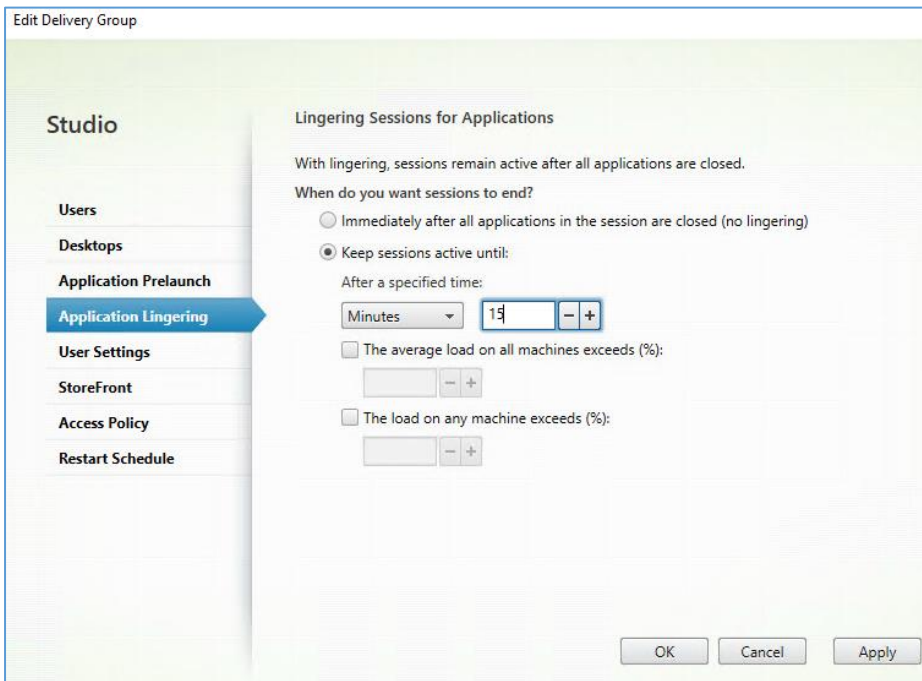 Edit Delivery Group
Studio
Users
Desktops
Application Prelaunch
Application Lingering
User Settings
StoreFront
Access Policy
Restart Schedule
Lingering Sessions for Applications
With lingering, sessions remain active after all applications are closed.
When do you want sessions to end?
Immediately after all applications in the session are closed (no lingering)
Keep sessions active until:
After a specified time:
Minutes 15 − +
The average load on all machines exceeds (%):
− +
The load on any machine exceeds (%):
− +
OK Cancel Apply